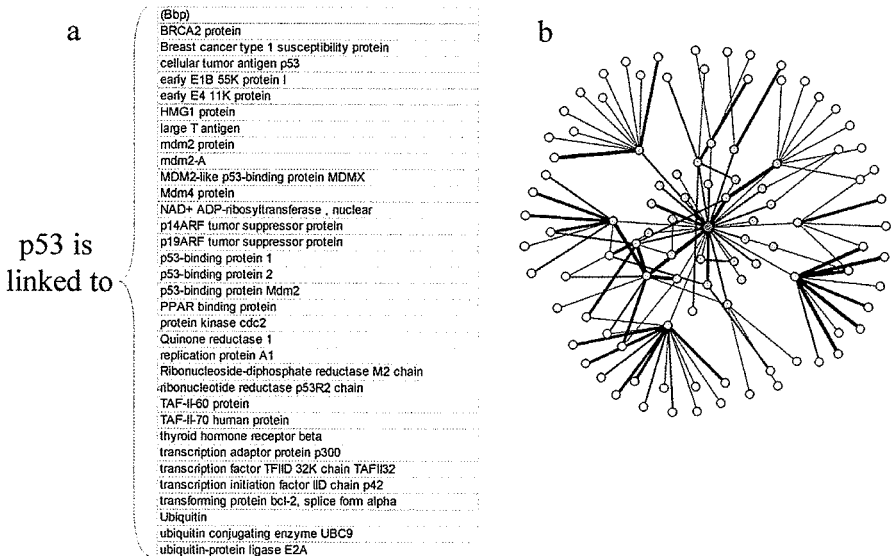 a
b
p53 is
linked to
(Bbp)
BRCA2 protein
Breast cancer type 1 susceptibility protein
cellular tumor antigen p53
early E1B 55K protein I
early E4 11K protein
HMG1 protein
large T antigen
mdm2 protein
mdm2-A
MDM2-like p53-binding protein MDMX
Mdm4 protein
NAD+ ADP-ribosyltransferase , nuclear
p14ARF tumor suppressor protein
p19ARF tumor suppressor protein
p53-binding protein 1
p53-binding protein 2
p53-binding protein Mdm2
PPAR binding protein
protein kinase cdc2
Quinone reductase 1
replication protein A1
Ribonucleoside-diphosphate reductase M2 chain
ribonucleotide reductase p53R2 chain
TAF-II-60 protein
TAF-II-70 human protein
thyroid hormone receptor beta
transcription adaptor protein p300
transcription factor TFIID 32K chain TAFII32
transcription initiation factor IID chain p42
transforming protein bcl-2, splice form alpha
Ubiquitin
ubiquitin conjugating enzyme UBC9
ubiquitin-protein ligase E2A